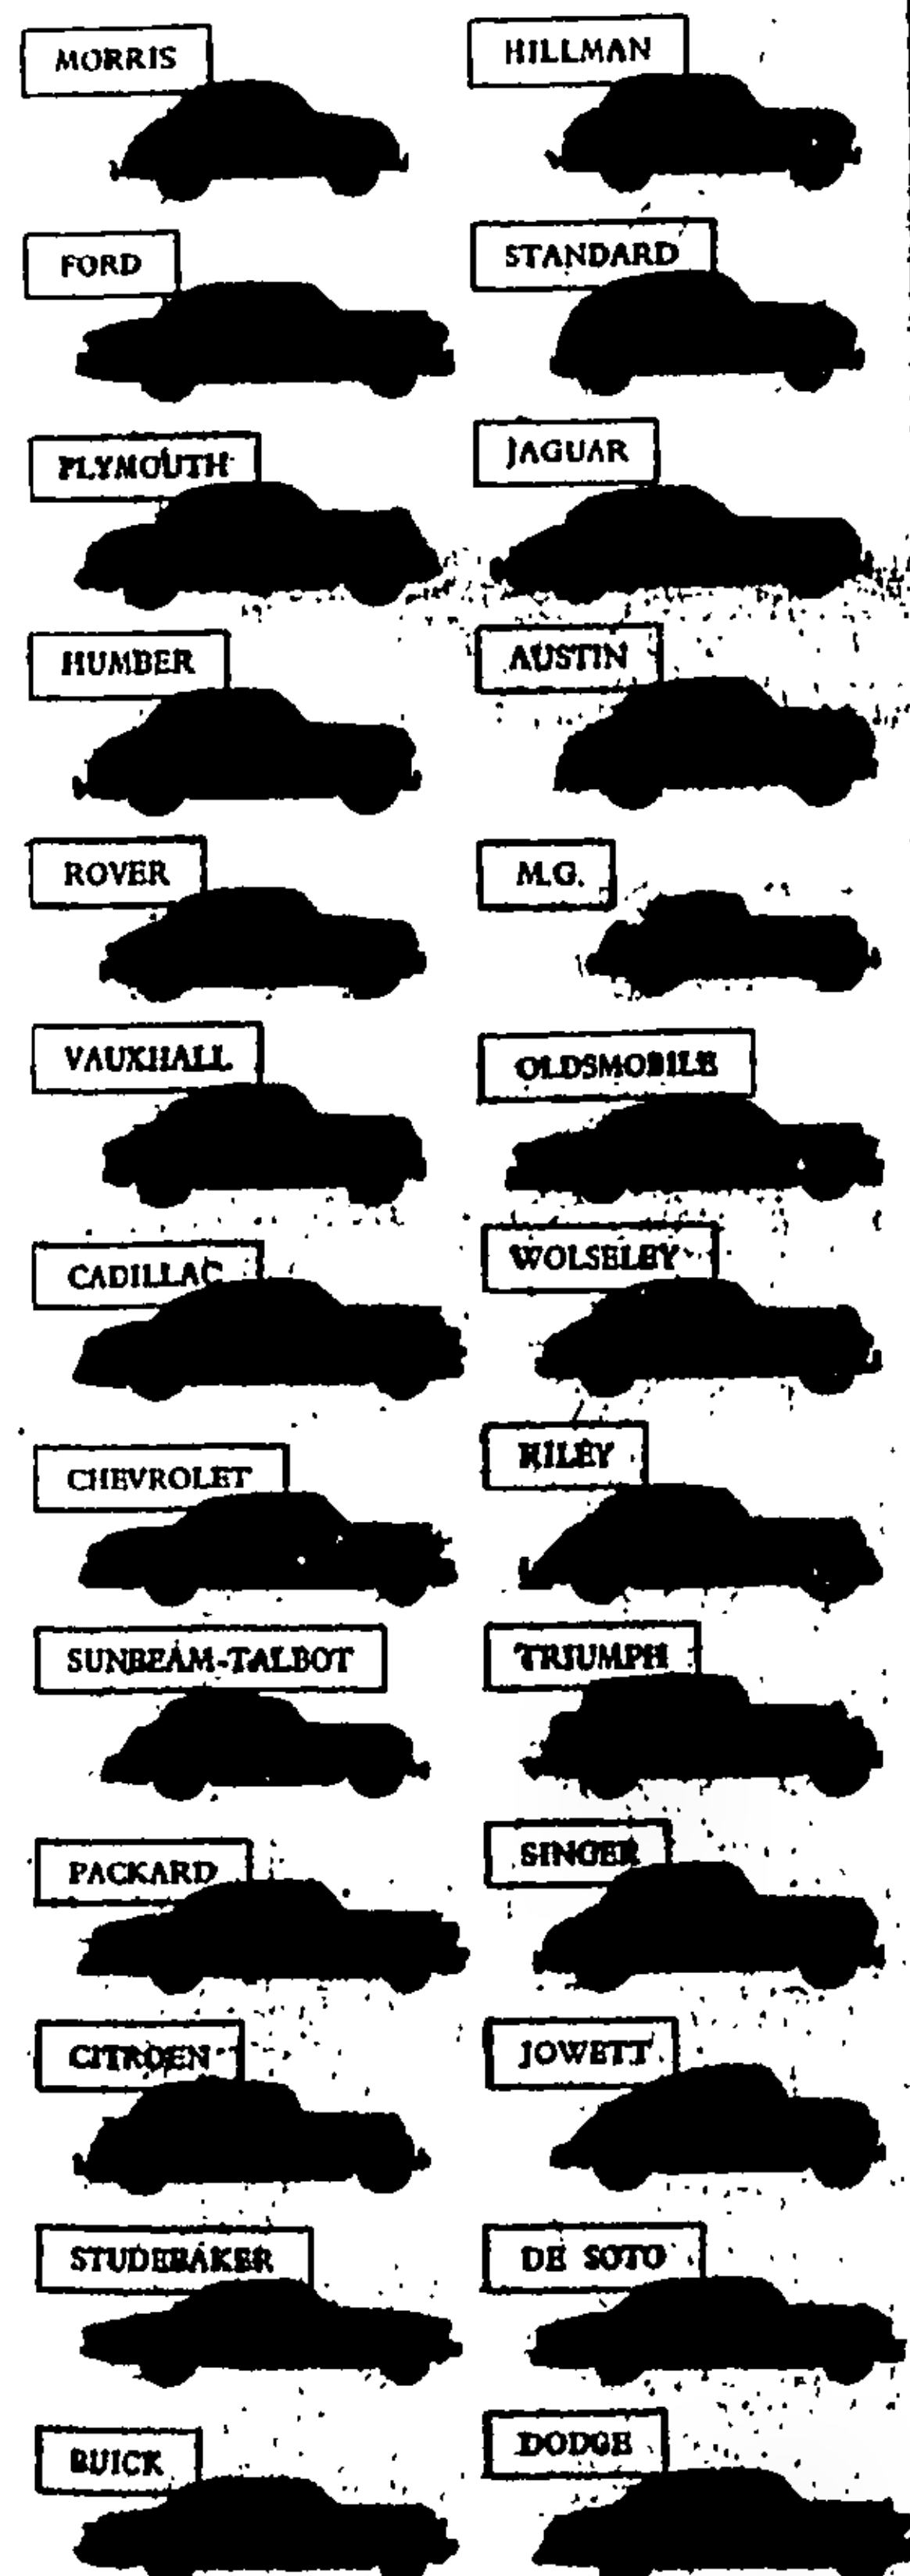 MORRIS
HILLMAN
FORD
STANDARD
PLYMOUTH
JAGUAR
HUMBER
AUSTIN
ROVER
M.G.
VAUXHALL
OLDSMOBILE
CADILLAC
WOLSELEY
CHEVROLET
RILEY
SUNBEAM-TALBOT
TRIUMPH
PACKARD
SINGER
CITROEN
JOWETT
STUDEBAKER
DE SOTO
BUICK
DODGE